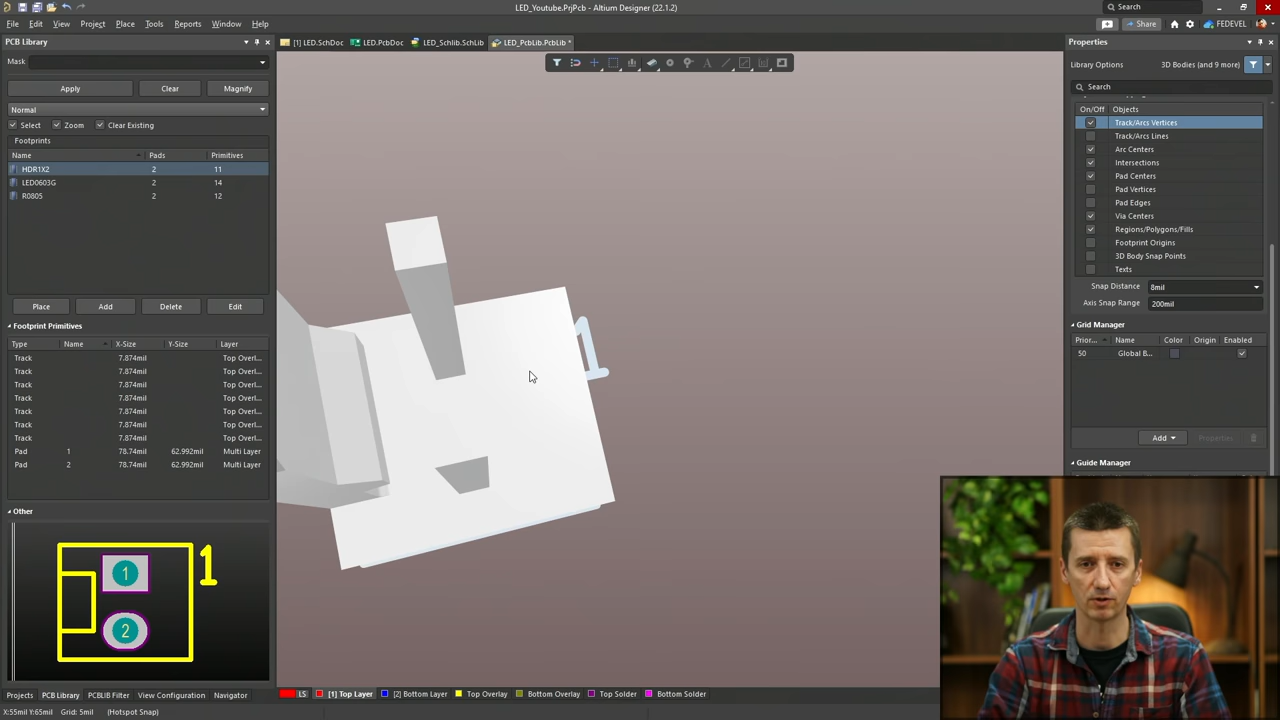 LED_Youtube.PrjPcb - Altium Designer (22.1.2)
Search
File Edit View Project Place Tools Reports Window Help
Share FEDEVEL
PCB Library
[1] LED.SchDoc LED.PcbDoc LED_Schlib.SchLib LED_PcbLib.PcbLib *
Properties
Mask
Library Options 3D Bodies (and 9 more)
Apply Clear Magnify
Search
Normal
On/Off Objects
Select Zoom Clear Existing
Track/Arcs Vertices
Footprints
Track/Arcs Lines
Name Pads Primitives
Arc Centers
HDR1X2 2 11
Intersections
LED0603G 2 14
Pad Centers
R0805 2 12
Pad Vertices
Pad Edges
Via Centers
Regions/Polygons/Fills
Footprint Origins
3D Body Snap Points
Texts
Place Add Delete Edit
Snap Distance 8mil
Axis Snap Range 200mil
Footprint Primitives
Grid Manager
Type Name X-Size Y-Size Layer
Prior... Name Color Origin Enabled
Track 7.874mil Top Overl...
50 Global B...
Track 7.874mil Top Overl...
Track 7.874mil Top Overl...
Track 7.874mil Top Overl...
Track 7.874mil Top Overl...
Track 7.874mil Top Overl...
Track 7.874mil Top Overl...
Pad 1 78.74mil 62.992mil Multi Layer
Pad 2 78.74mil 62.992mil Multi Layer
1
Add Properties
Guide Manager
Other
1
1
2
Projects PCB Library PCBLIB Filter View Configuration Navigator
LS [1] Top Layer [2] Bottom Layer Top Overlay Bottom Overlay Top Solder Bottom Solder
X:55mil Y:65mil Grid: 5mil (Hotspot Snap)